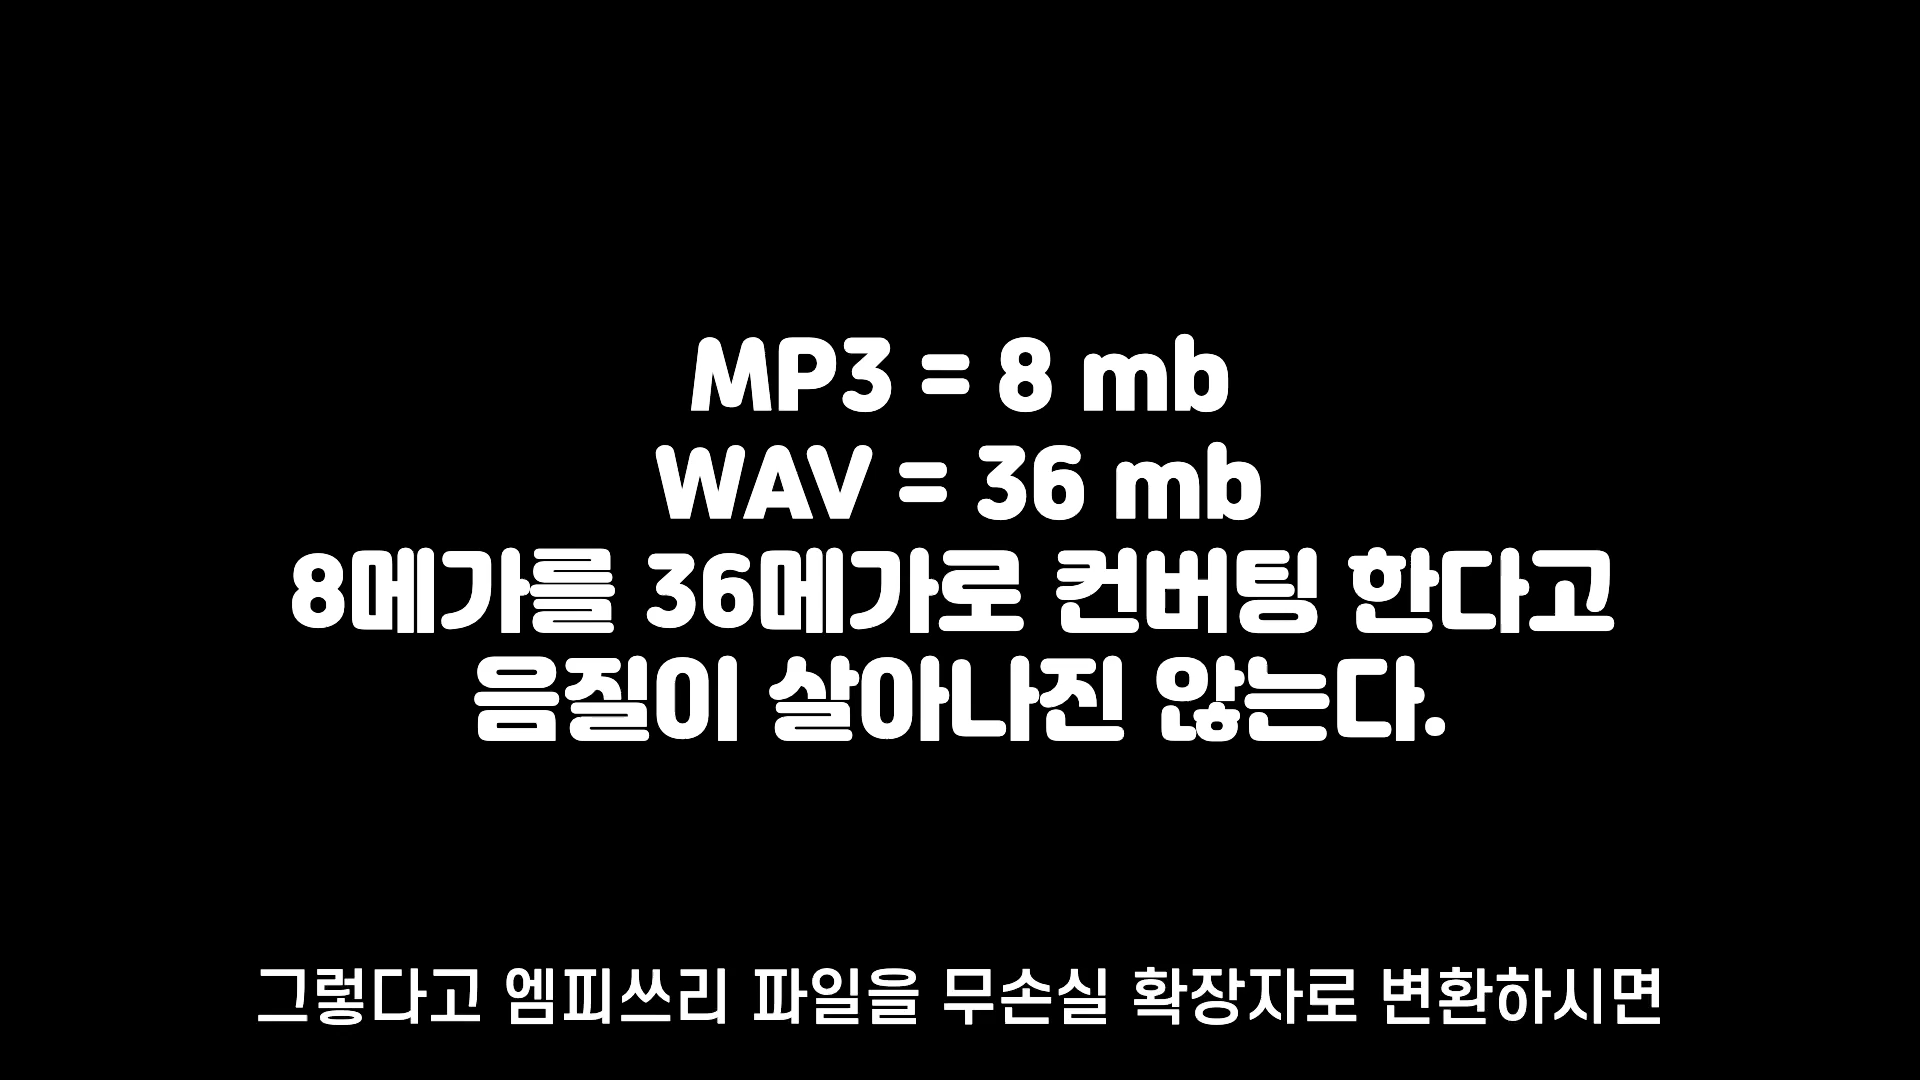 MP3 = 8 mb
WAV = 36 mb
8메가를 36메가로 컨버팅 한다고
음질이 살아나진 않는다.
그렇다고 엠피쓰리 파일을 무손실 확장자로 변환하시면